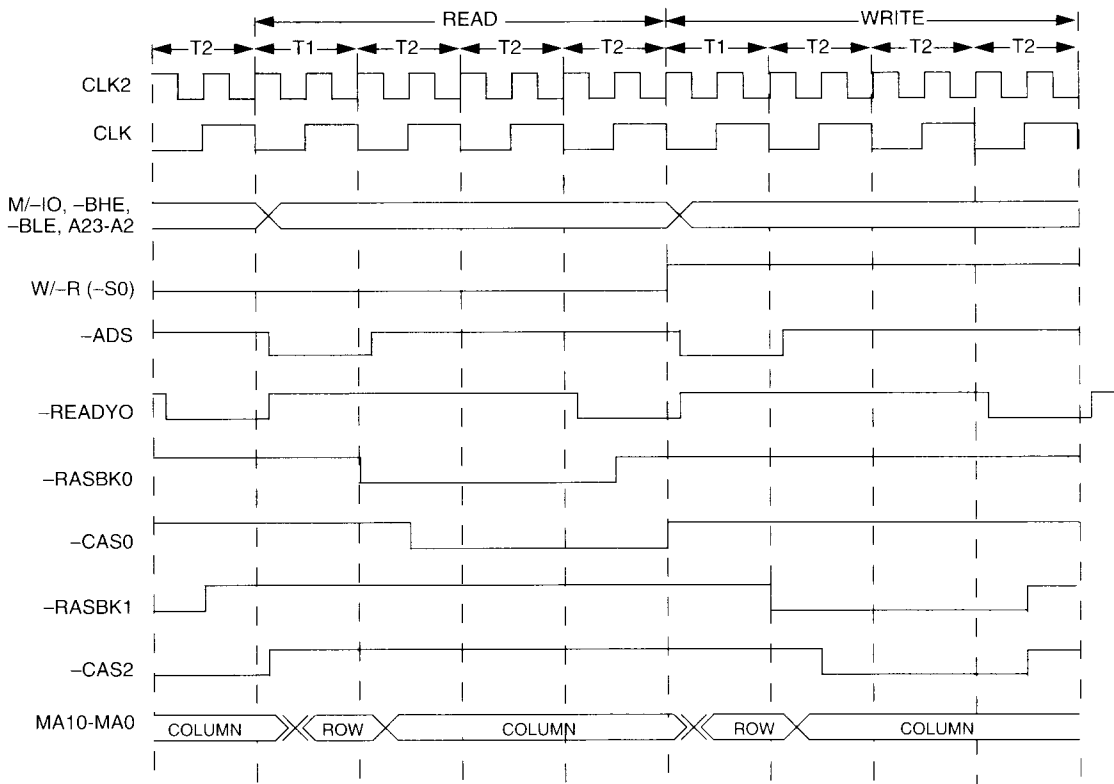 READ WRITE
T2 T1 T2 T2 T2 T1 T2 T2 T2
CLK2
CLK
M/–IO, –BHE,
–BLE, A23-A2
W/–R (–S0)
–ADS
–READYO
–RASBK0
–CAS0
–RASBK1
–CAS2
MA10-MA0
COLUMN ROW COLUMN ROW COLUMN